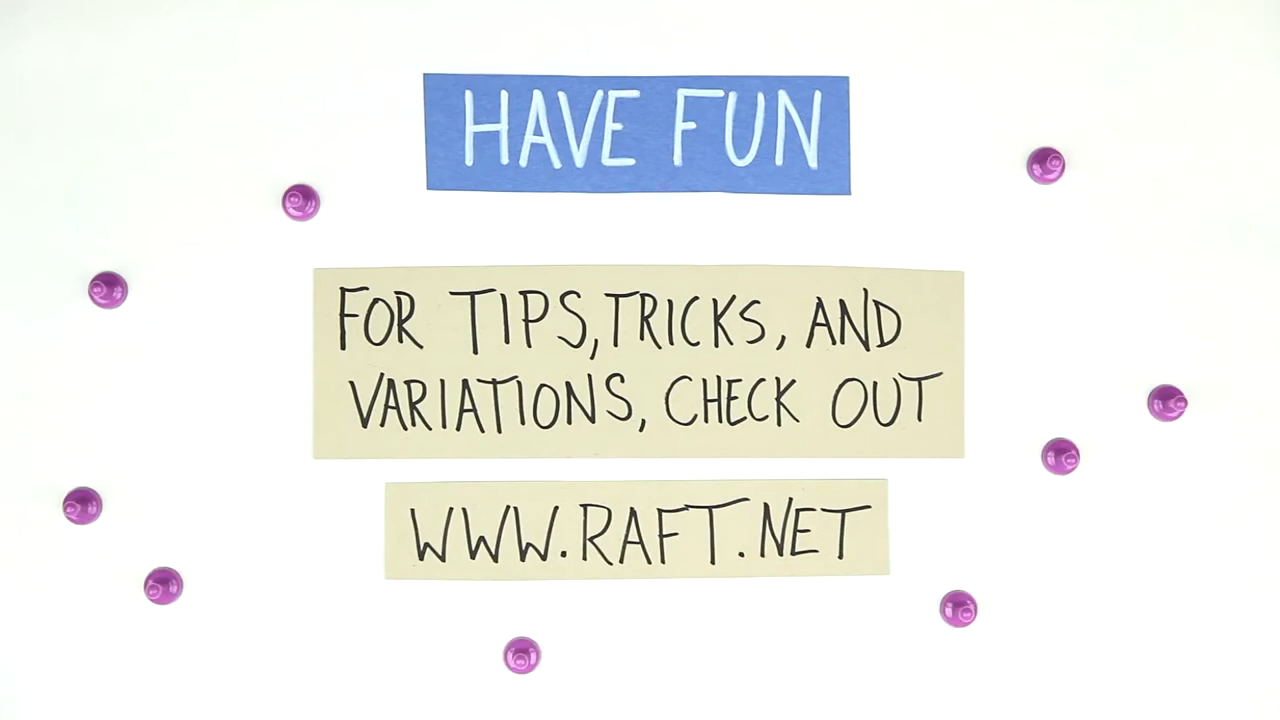 HAVE FUN
FOR TIPS, TRICKS, AND
VARIATIONS, CHECK OUT
WWW.RAFT.NET